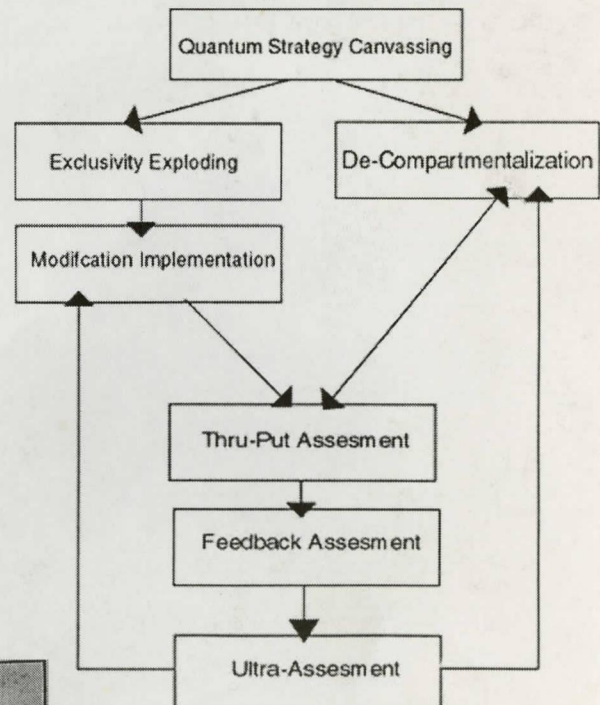 Quantum Strategy Canvassing
Exclusivity Exploding
De-Compartmentalization
Modifcation Implementation
Thru-Put Assesment
Feedback Assesment
Ultra-Assesment